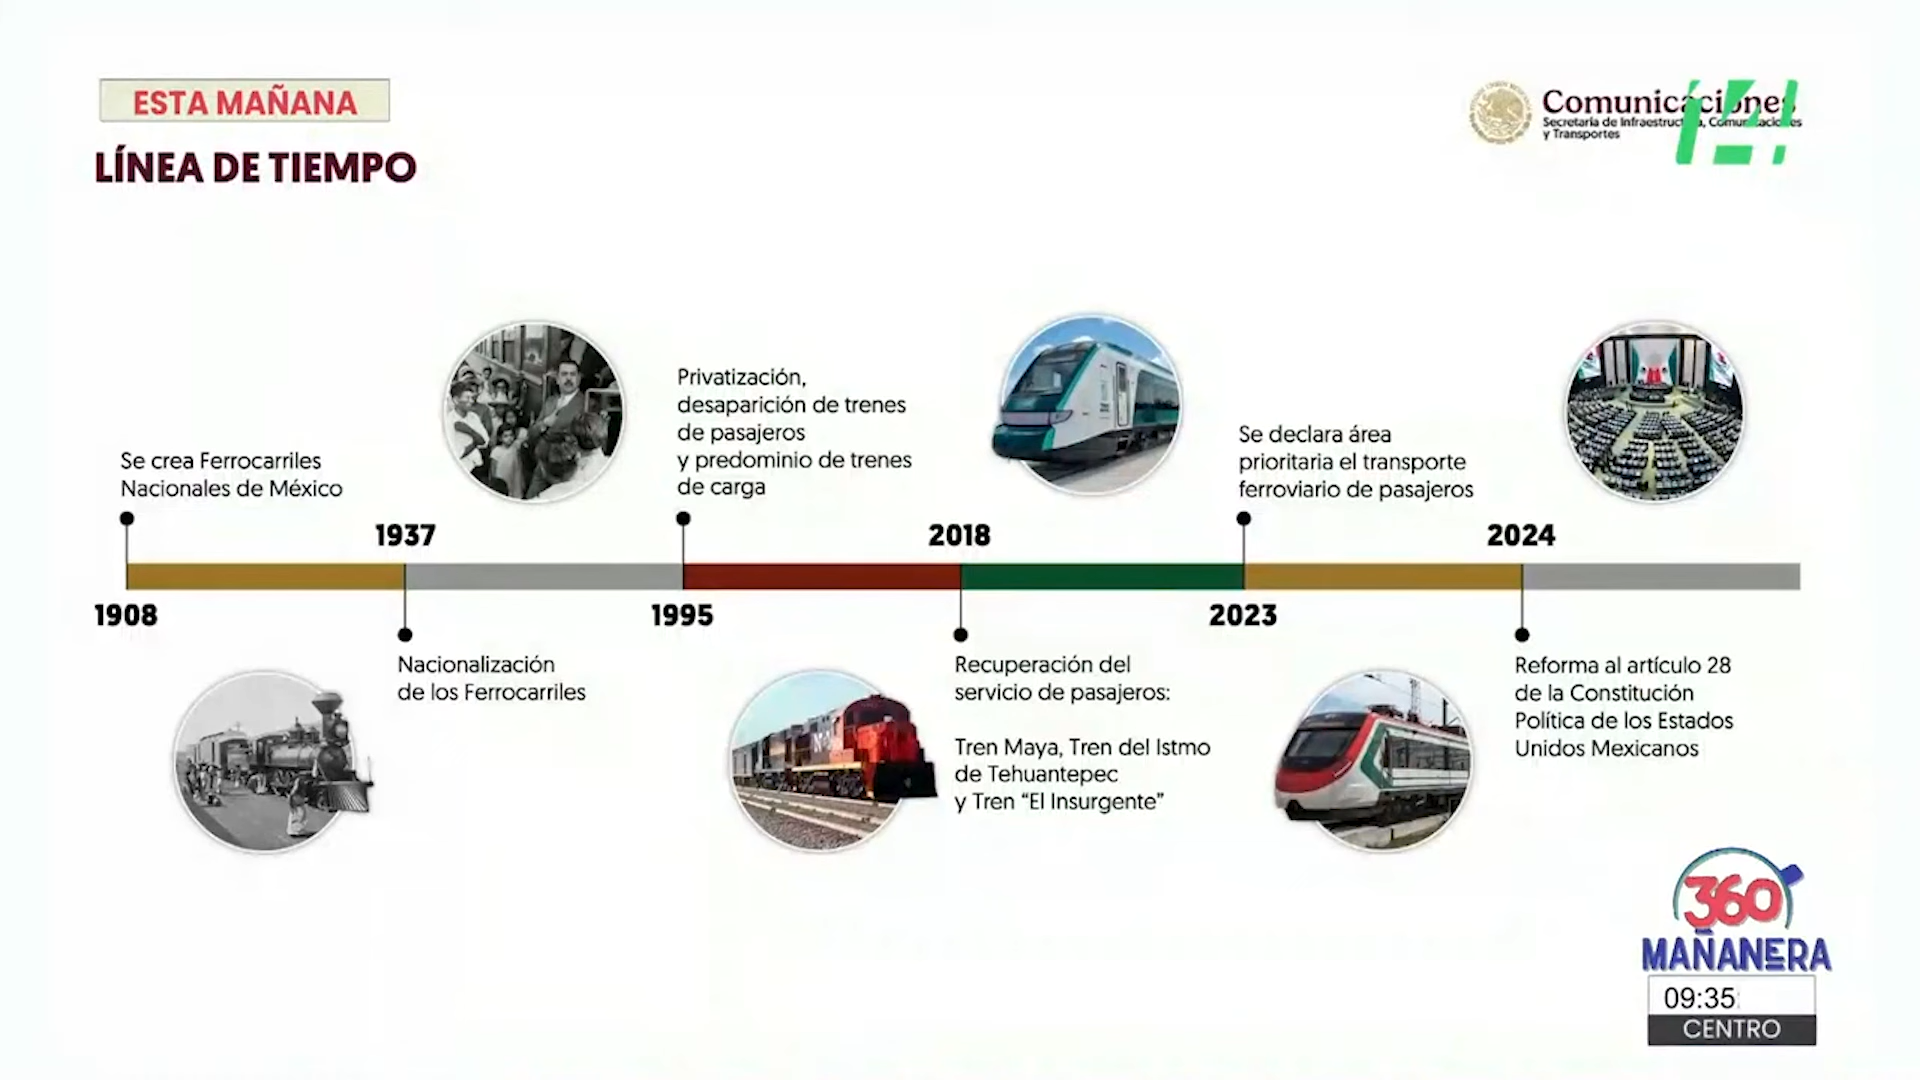 ESTA MAÑANA
LÍNEA DE TIEMPO
Comunicaciones
Secretaría de Infraestructura, Comunicaciones
y Transportes
14
Se crea Ferrocarriles
Nacionales de México
1908
1937
Nacionalización
de los Ferrocarriles
Privatización,
desaparición de trenes
de pasajeros
y predominio de trenes
de carga
1995
2018
Recuperación del
servicio de pasajeros:
Tren Maya, Tren del Istmo
de Tehuantepec
y Tren “El Insurgente”
Se declara área
prioritaria el transporte
ferroviario de pasajeros
2023
2024
Reforma al artículo 28
de la Constitución
Política de los Estados
Unidos Mexicanos
360°
MAÑANERA
09:35
CENTRO